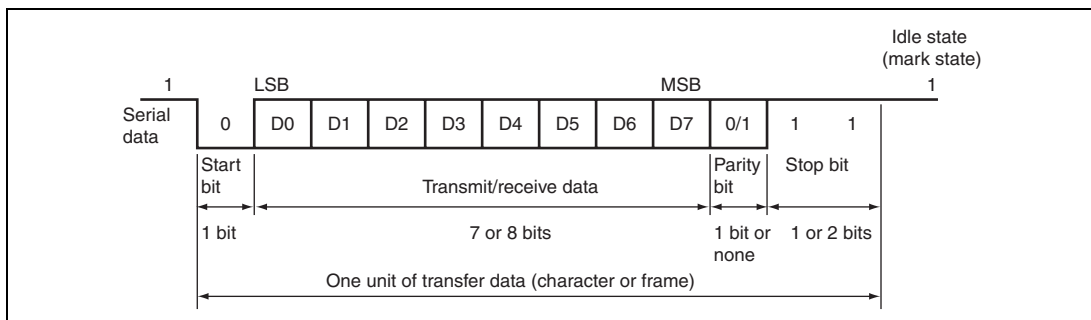 Idle state
(mark state)
1 LSB MSB 1
Serial
data
0 D0 D1 D2 D3 D4 D5 D6 D7 0/1 1 1
Start
bit
Transmit/receive data
Parity
bit
Stop bit
1 bit
7 or 8 bits
1 bit or
none
1 or 2 bits
One unit of transfer data (character or frame)